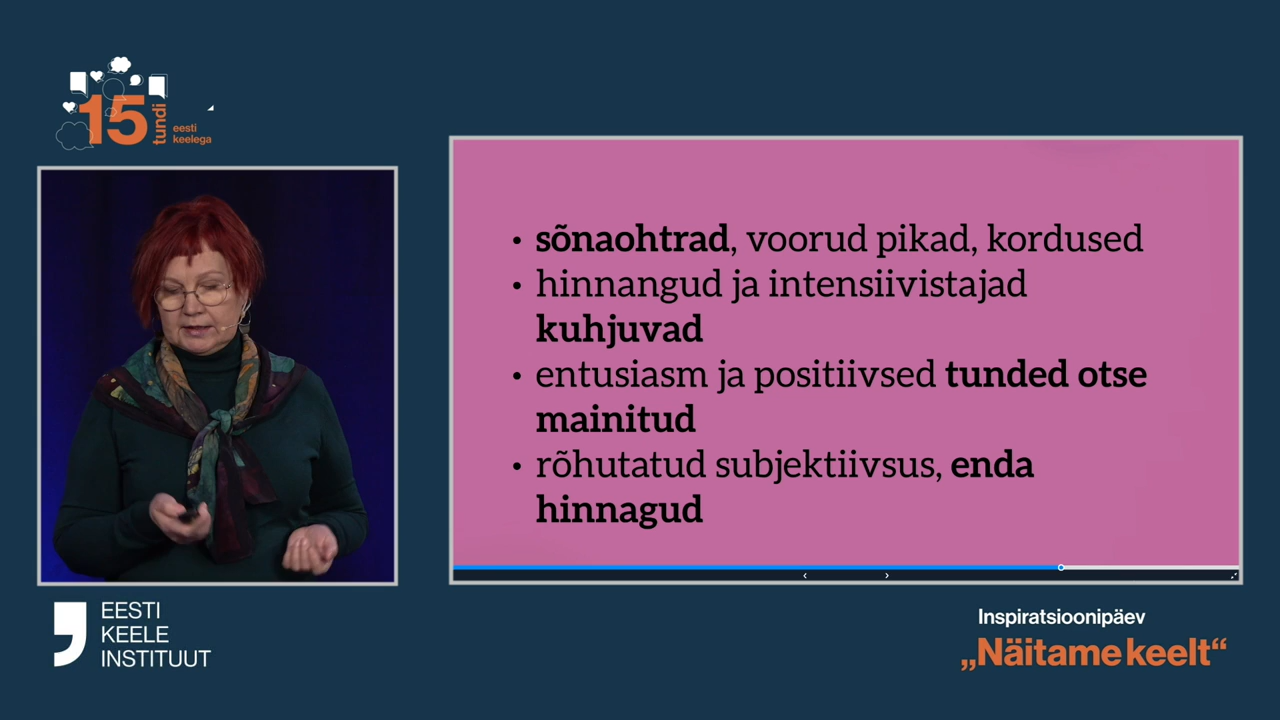 15
tundi
eesti
keelega
• sõnaohtrad, voorud pikad, kordused
• hinnangud ja intensiivistajad
kuhjuvad
• entusiasm ja positiivsed tunded otse
mainitud
• rõhutatud subjektiivsus, enda
hinnagud
EESTI
KEELE
INSTITUUT
Inspiratsioonipäev
„Näitame keelt“